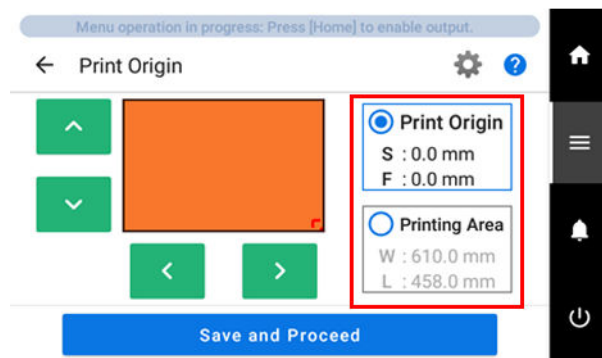 Menu operation in progress: Press [Home] to enable output.
Print Origin
?
Print Origin
S : 0.0 mm
F : 0.0 mm
Printing Area
W : 610.0 mm
L : 458.0 mm
Save and Proceed